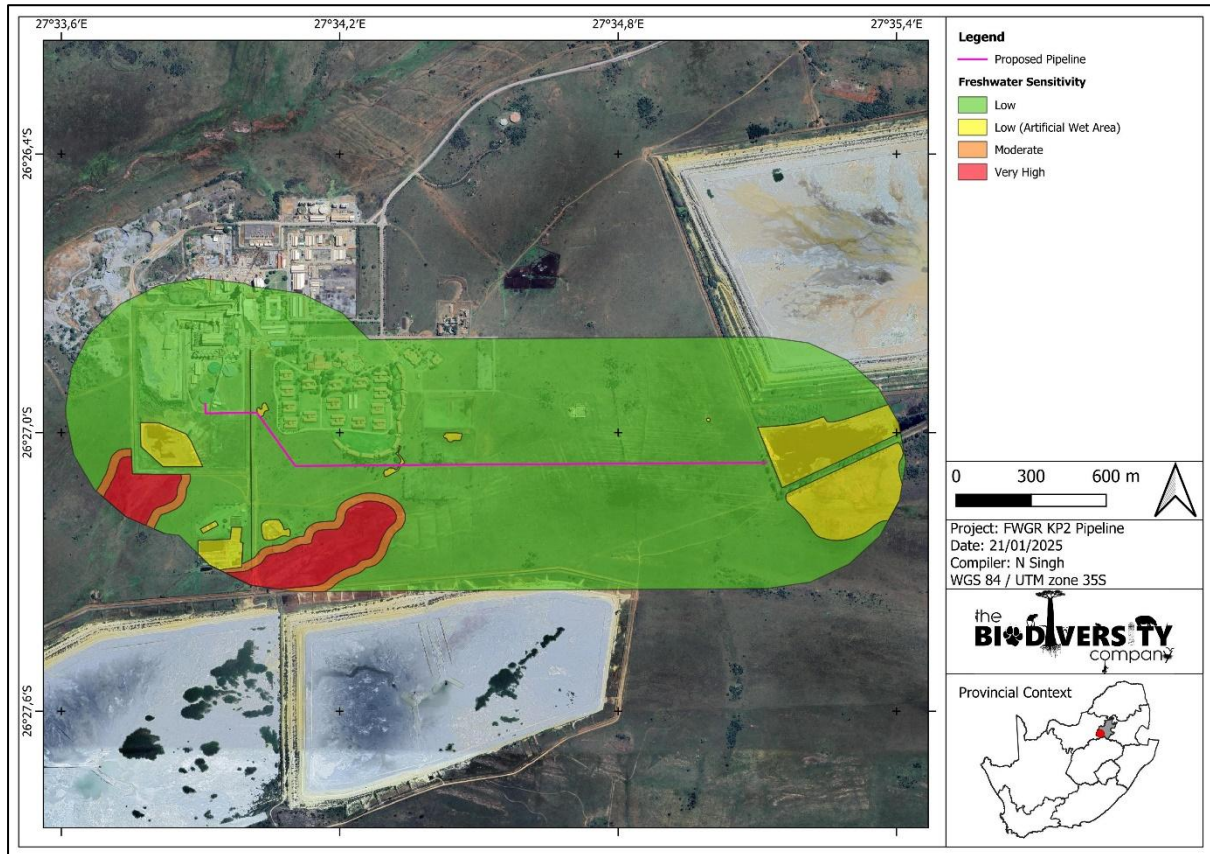 27°33,6'E
27°34,2'E
27°34,8'E
27°35,4'E
26°26,4'S
26°27,0'S
26°27,6'S
Legend
Proposed Pipeline
Freshwater Sensitivity
Low
Low (Artificial Wet Area)
Moderate
Very High
0 300 600 m
Project: FWGR KP2 Pipeline
Date: 21/01/2025
Compiler: N Singh
WGS 84 / UTM zone 35S
the
BIODIVERSITY
company
Provincial Context